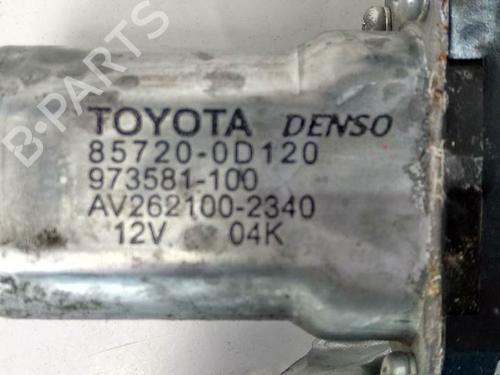 TOYOTA DENSO
85720-0D120
973581-100
AV262100-2340
12V. 04K
B-PARTS